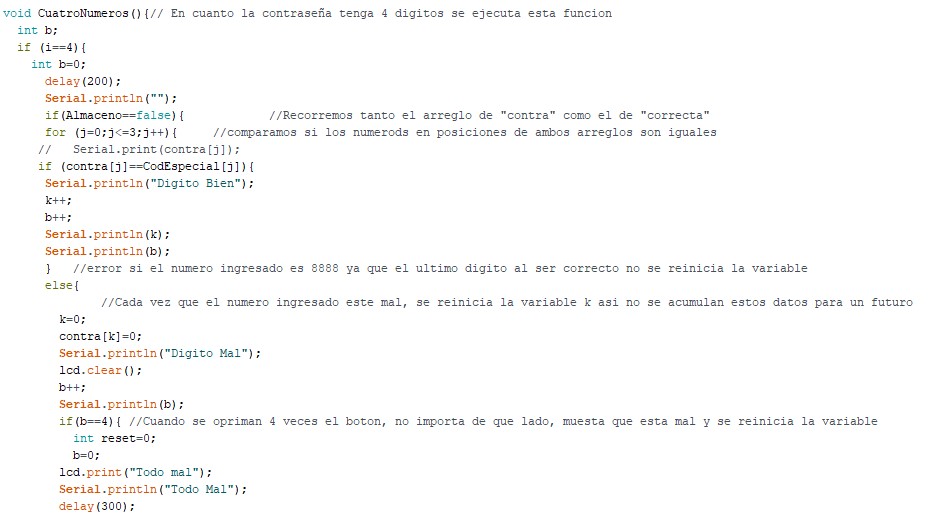 void CuatroNumeros(){// En cuanto la contraseña tenga 4 digitos se ejecuta esta funcion
int b;
if (i==4){
int b=0;
delay(200);
Serial.println("");
if(Almaceno==false){ //Recorremos tanto el arreglo de "contra" como el de "correcta"
for (j=0;j<=3;j++){ //comparamos si los numerods en posiciones de ambos arreglos son iguales
// Serial.print(contra[j]);
if (contra[j]==CodEspecial[j]){
Serial.println("Digito Bien");
k++;
b++;
Serial.println(k);
Serial.println(b);
} //error si el numero ingresado es 8888 ya que el ultimo digito al ser correcto no se reinicia la variable
else{
//Cada vez que el numero ingresado este mal, se reinicia la variable k asi no se acumulan estos datos para un futuro
k=0;
contra[k]=0;
Serial.println("Digito Mal");
lcd.clear();
b++;
Serial.println(b);
if(b==4){ //Cuando se opriman 4 veces el boton, no importa de que lado, muesta que esta mal y se reinicia la variable
int reset=0;
b=0;
lcd.print("Todo mal");
Serial.println("Todo Mal");
delay(300);